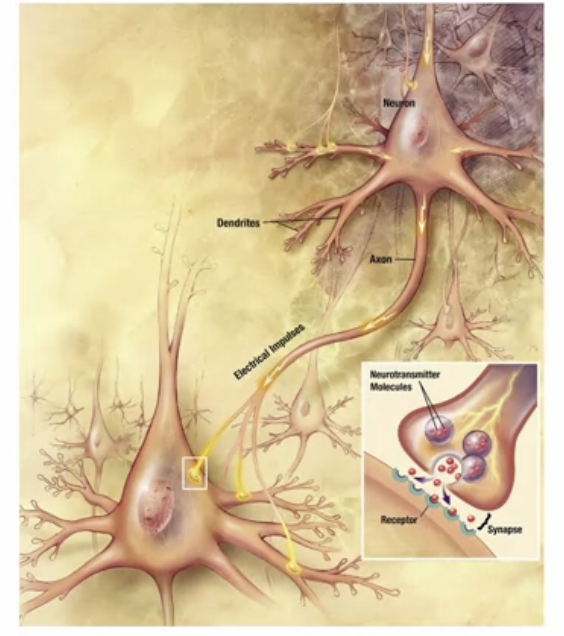 Neuron
Dendrites
Axon
Electrical Impulses
Neurotransmitter
Molecules
Receptor
Synapse